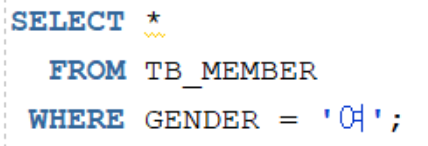 SELECT *
FROM TB_MEMBER
WHERE GENDER = '여';